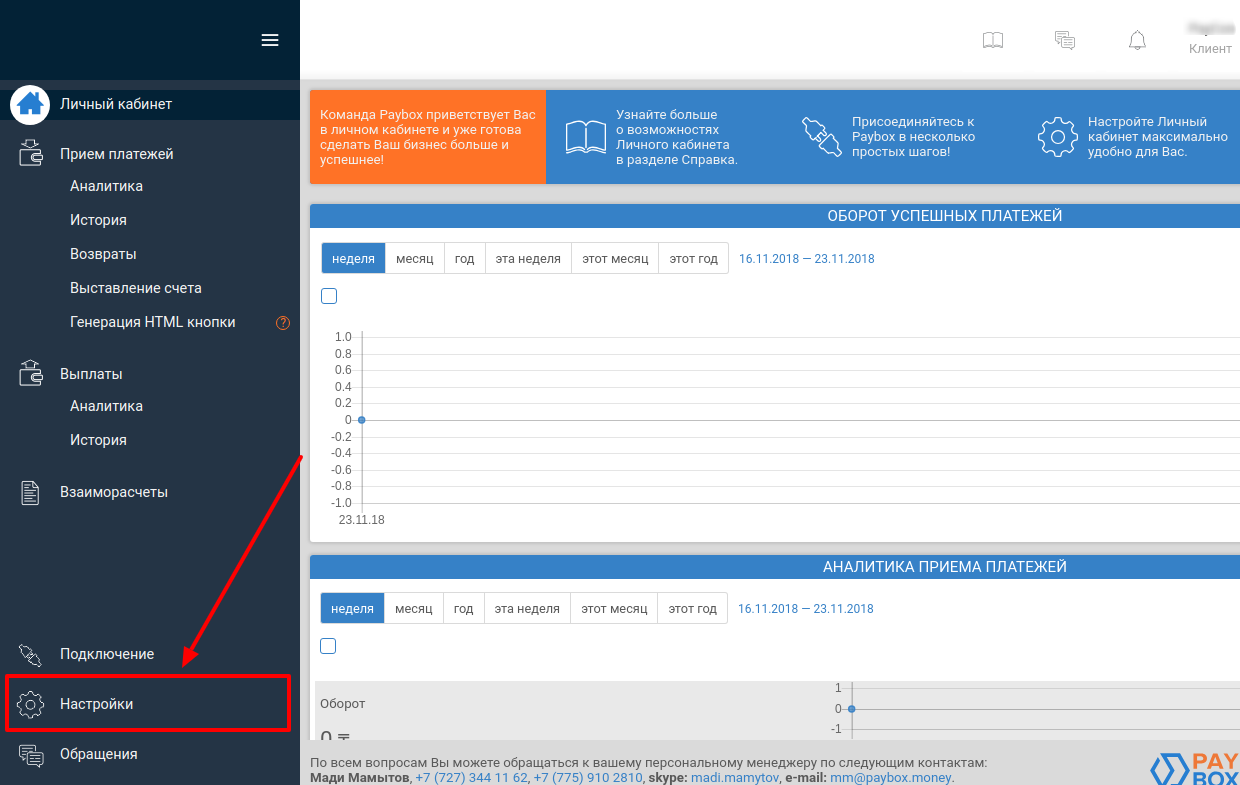 Клиент
Личный кабинет
Прием платежей
Аналитика
История
Возвраты
Выставление счета
Генерация HTML кнопки ?
Выплаты
Аналитика
История
Взаиморасчеты
Подключение
Настройки
Обращения
Команда Paybox приветствует Вас
в личном кабинете и уже готова
сделать Ваш бизнес больше и
успешнее!
Узнайте больше
о возможностях
Личного кабинета
в разделе Справка.
Присоединяйтесь к
Paybox в несколько
простых шагов!
Настройте Личный
кабинет максимально
удобно для Вас.
ОБОРОТ УСПЕШНЫХ ПЛАТЕЖЕЙ
неделя месяц год эта неделя этот месяц этот год 16.11.2018 — 23.11.2018
1.0
0.8
0.6
0.4
0.2
0
-0.2
-0.4
-0.6
-0.8
-1.0
23.11.18
АНАЛИТИКА ПРИЕМА ПЛАТЕЖЕЙ
неделя месяц год эта неделя этот месяц этот год 16.11.2018 — 23.11.2018
Оборот
0 ₸
1
0
-1
По всем вопросам Вы можете обращаться к вашему персональному менеджеру по следующим контактам:
Мади Мамытов, +7 (727) 344 11 62, +7 (775) 910 2810, skype: madi.mamytov, e-mail: mm@paybox.money.
PAY
BOX